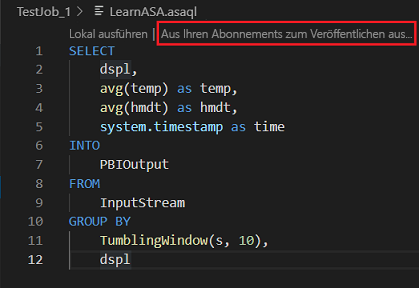 TestJob_1 > LearnASA.asaql
Lokal ausführen | Aus Ihren Abonnements zum Veröffentlichen aus...
1 SELECT
2 dspl,
3 avg(temp) as temp,
4 avg(hmdt) as hmdt,
5 system.timestamp as time
6 INTO
7 PBIOutput
8 FROM
9 InputStream
10 GROUP BY
11 TumblingWindow(s, 10),
12 dspl